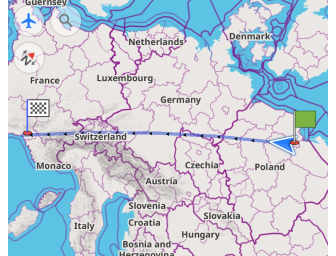 Guernsey
Denmark
Netherlands
Luxembourg
France
Germany
Switzerland
Monaco
Czechia
Poland
Austria
Slovenia
Slovakia
Croatia
Italy
Hungary
Bosnia and
Herzegovina